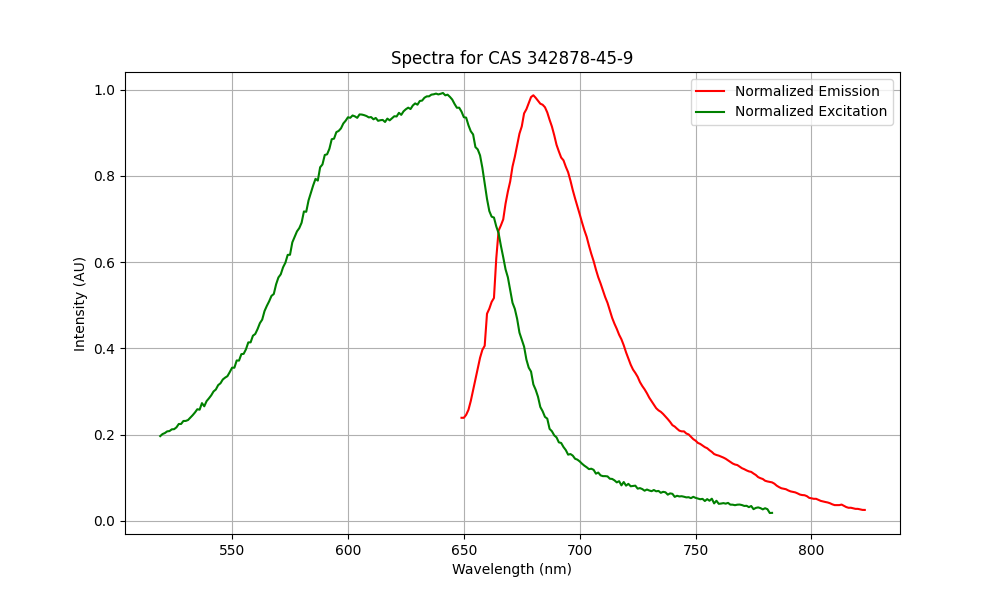 Spectra for CAS 342878-45-9
Normalized Emission
Normalized Excitation
Intensity (AU)
1.0
0.8
0.6
0.4
0.2
0.0
550 600 650 700 750 800
Wavelength (nm)